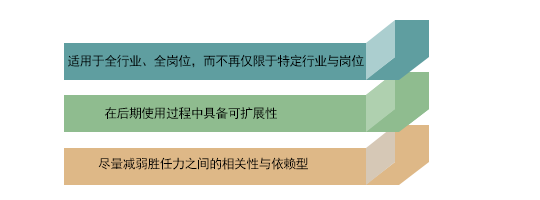 适用于全行业、全岗位，而不再仅限于特定行业与岗位
在后期使用过程中具备可扩展性
尽量减弱胜任力之间的相关性与依赖型